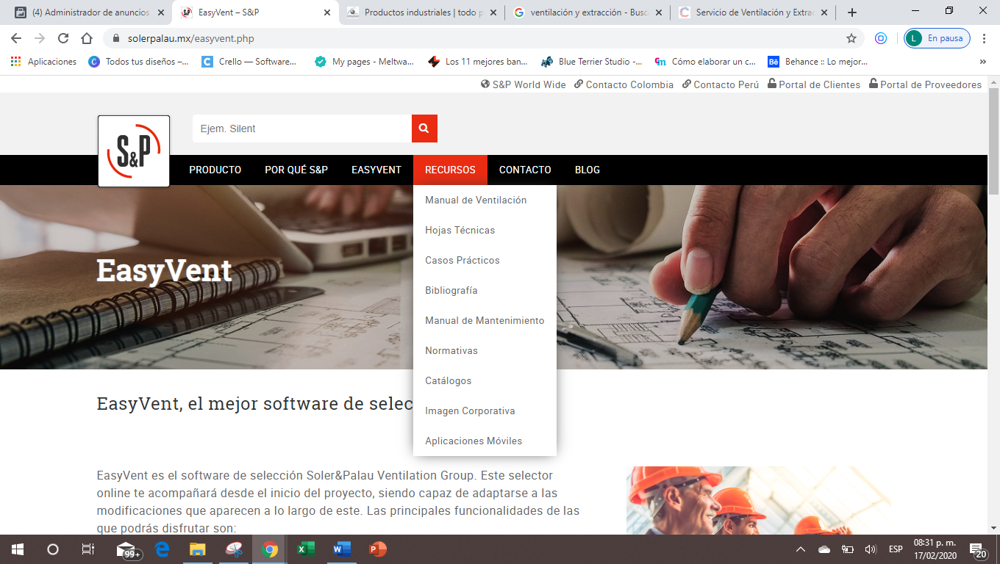 (4) Administrador de anuncios
EasyVent – S&P
Productos industriales | todo p
ventilación y extracción - Busc
Servicio de Ventilación y Extrac
solerpalau.mx/easyvent.php
L En pausa
Aplicaciones
Todos tus diseños –...
Crello — Software...
My pages - Meltwa...
Los 11 mejores ban...
Blue Terrier Studio -...
Cómo elaborar un c...
Behance :: Lo mejor...
»
S&P World Wide
Contacto Colombia
Contacto Perú
Portal de Clientes
Portal de Proveedores
S&P
Ejem. Silent
PRODUCTO
POR QUÉ S&P
EASYVENT
RECURSOS
CONTACTO
BLOG
Manual de Ventilación
Hojas Técnicas
Casos Prácticos
Bibliografía
Manual de Mantenimiento
Normativas
Catálogos
Imagen Corporativa
Aplicaciones Móviles
EasyVent
EasyVent, el mejor software de selec
EasyVent es el software de selección Soler&Palau Ventilation Group. Este selector
online te acompañará desde el inicio del proyecto, siendo capaz de adaptarse a las
modificaciones que aparecen a lo largo de este. Las principales funcionalidades de las
que podrás disfrutar son:
99+
ESP
08:31 p. m.
17/02/2020
20